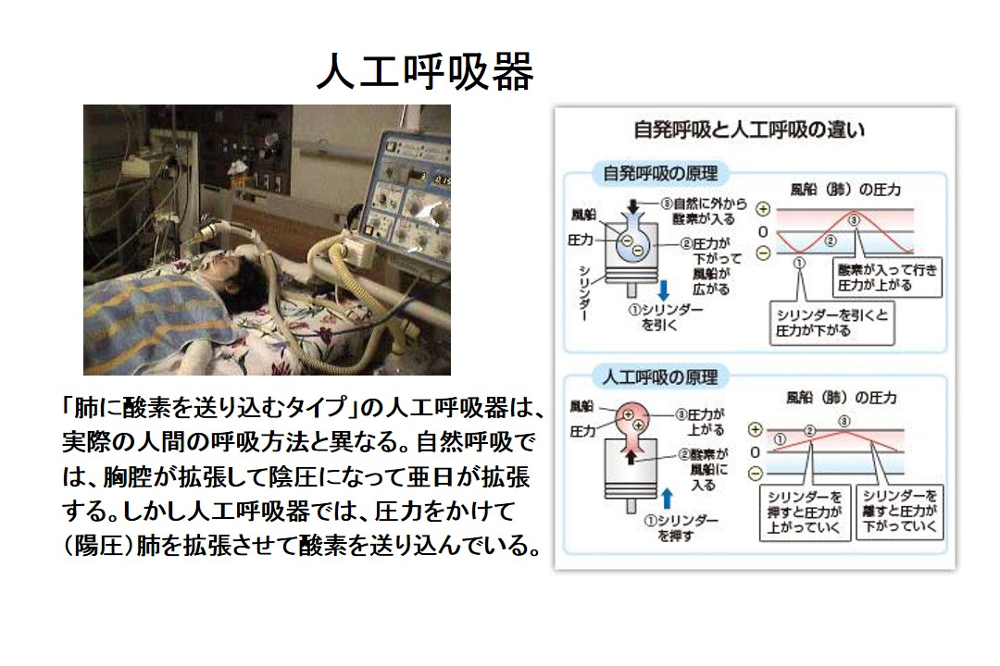 人工呼吸器
「肺に酸素を送り込むタイプ」の人工呼吸器は、
実際の人間の呼吸方法と異なる。自然呼吸で
は、胸腔が拡張して陰圧になって亜日が拡張
する。しかし人工呼吸器では、圧力をかけて
（陽圧）肺を拡張させて酸素を送り込んでいる。
自発呼吸と人工呼吸の違い
自発呼吸の原理
風船
圧力
シリンダー
③自然に外から
酸素が入る
②圧力が
下がって
風船が
広がる
①シリンダー
を引く
風船（肺）の圧力
+
0
−
①
②
③
酸素が入って行き
圧力が上がる
シリンダーを引くと
圧力が下がる
人工呼吸の原理
風船
圧力
③圧力が
上がる
②酸素が
風船に
入る
①シリンダー
を押す
風船（肺）の圧力
+
0
−
①
②
③
シリンダーを
押すと圧力が
上がっていく
シリンダーを
離すと圧力が
下がっていく